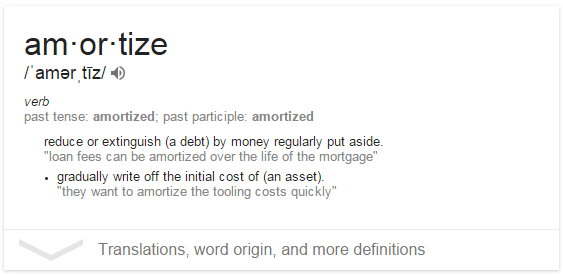 am·or·tize
/ˈamərˌtīz/
verb
past tense: amortized; past participle: amortized
reduce or extinguish (a debt) by money regularly put aside.
"loan fees can be amortized over the life of the mortgage"
• gradually write off the initial cost of (an asset).
"they want to amortize the tooling costs quickly"
Translations, word origin, and more definitions